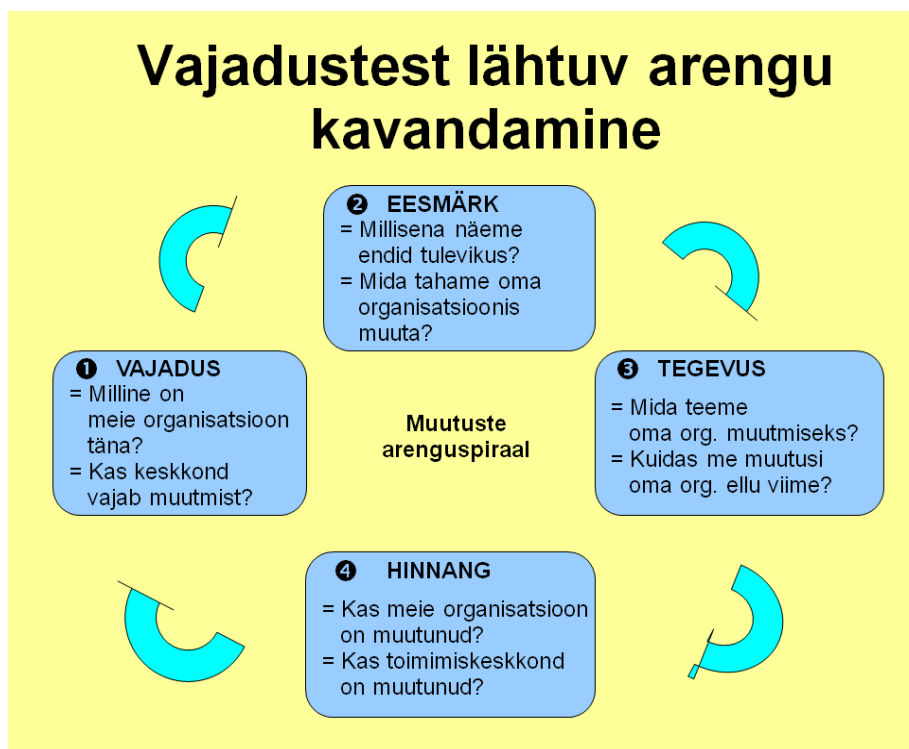 Vajadustest lähtuv arengu
kavandamine
❶ VAJADUS
= Milline on
meie organisatsioon
täna?
= Kas keskkond
vajab muutmist?
❷ EESMÄRK
= Millisena näeme
endid tulevikus?
= Mida tahame oma
organisatsioonis
muuta?
❸ TEGEVUS
= Mida teeme
oma org. muutmiseks?
= Kuidas me muutusi
oma org. ellu viime?
Muutuste
arenguspiraal
❹ HINNANG
= Kas meie organisatsioon
on muutunud?
= Kas toimimiskeskkond
on muutunud?